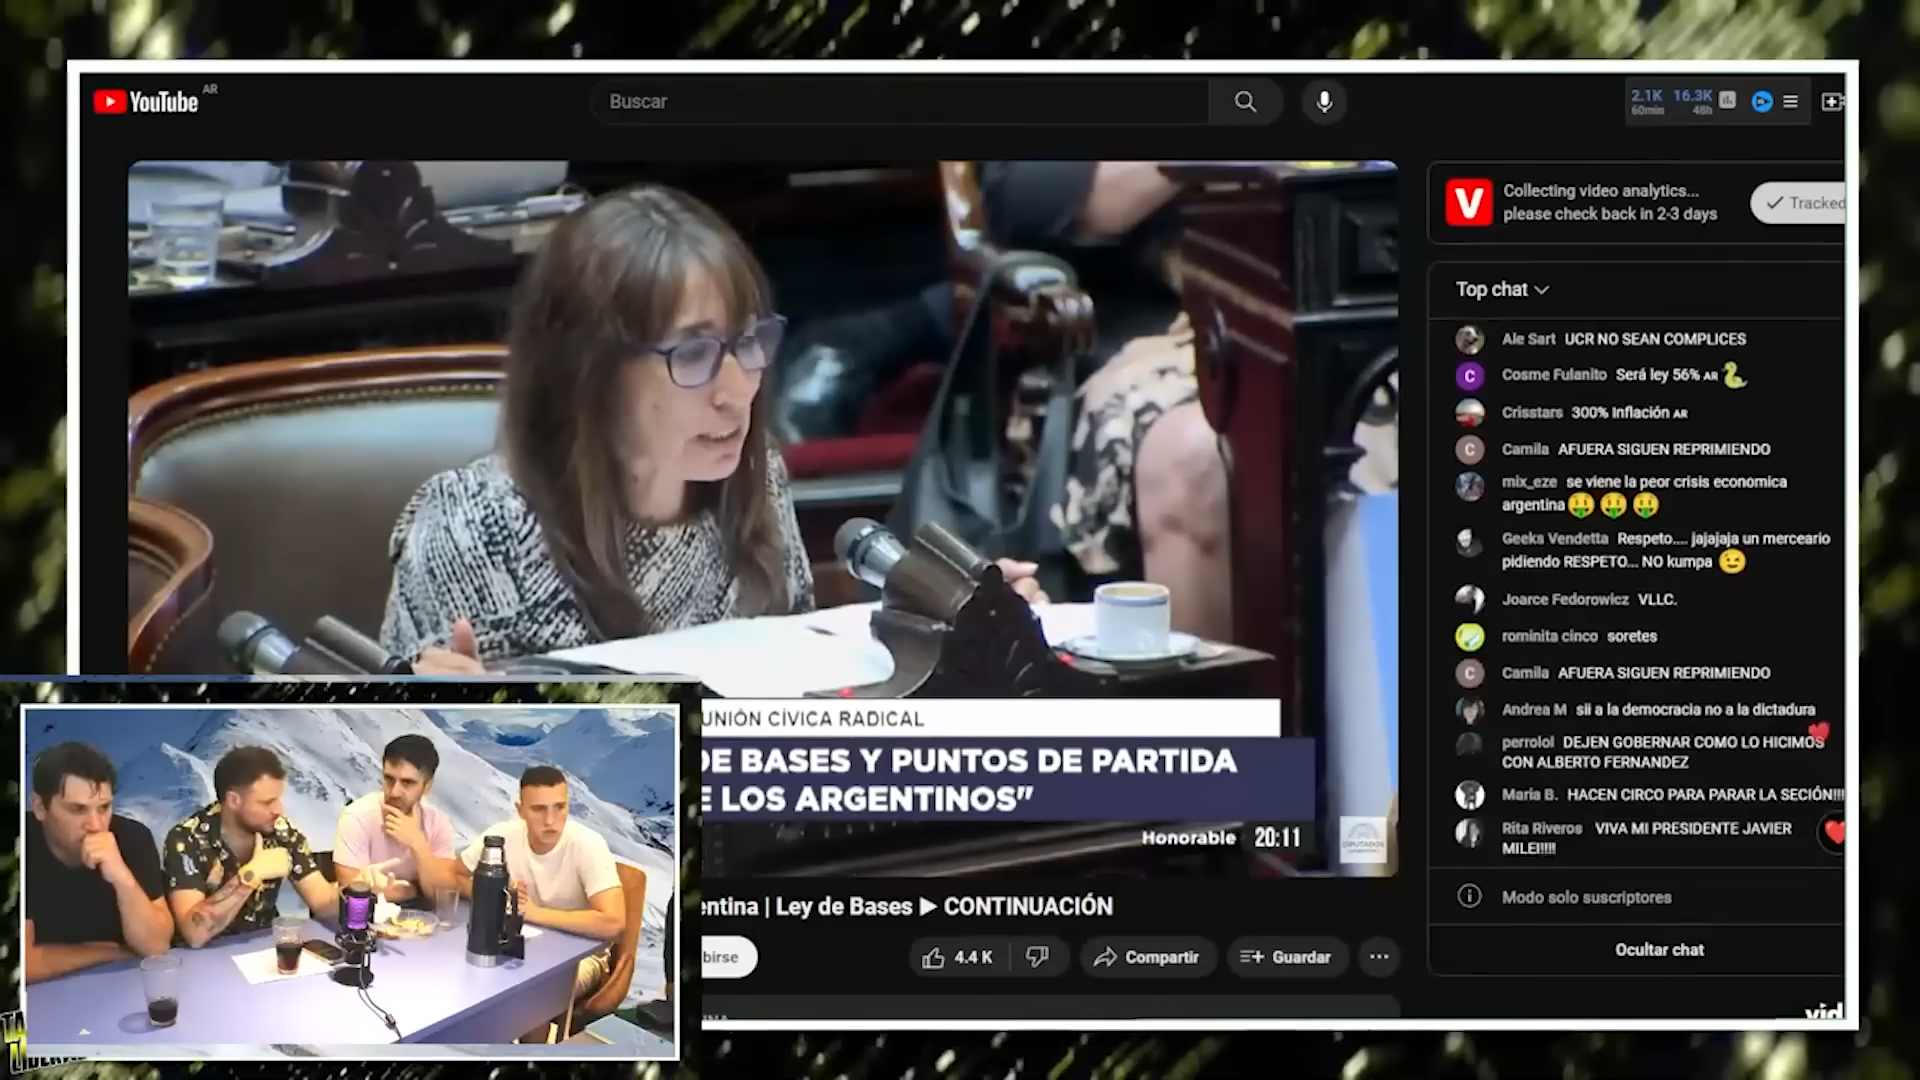 YouTube AR
Buscar
2.1K 16.3K
60min 48h
Collecting video analytics...
please check back in 2-3 days
Tracked
Top chat
Ale Sart UCR NO SEAN COMPLICES
Cosme Fulanito Será ley 56% AR 🐍
Crisstars 300% Inflación AR
Camila AFUERA SIGUEN REPRIMIENDO
mix_eze se viene la peor crisis economica
argentina 🤑 🤑 🤑
Geeks Vendetta Respeto.... jajajaja un merceario
pidiendo RESPETO... NO kumpa 😉
Joarce Fedorowicz VLLC.
rominita cinco soretes
Camila AFUERA SIGUEN REPRIMIENDO
Andrea M sii a la democracia no a la dictadura
perrolol DEJEN GOBERNAR COMO LO HICIMOS
CON ALBERTO FERNANDEZ
Maria B. HACEN CIRCO PARA PARAR LA SECIÓN!!!
Rita Riveros VIVA MI PRESIDENTE JAVIER
MILEI!!!!
Modo solo suscriptores
Ocultar chat
UNIÓN CÍVICA RADICAL
DE BASES Y PUNTOS DE PARTIDA
E LOS ARGENTINOS"
Honorable 20:11
DIPUTADOS
entina | Ley de Bases ▶ CONTINUACIÓN
birse
4.4 K
Compartir
Guardar
vid